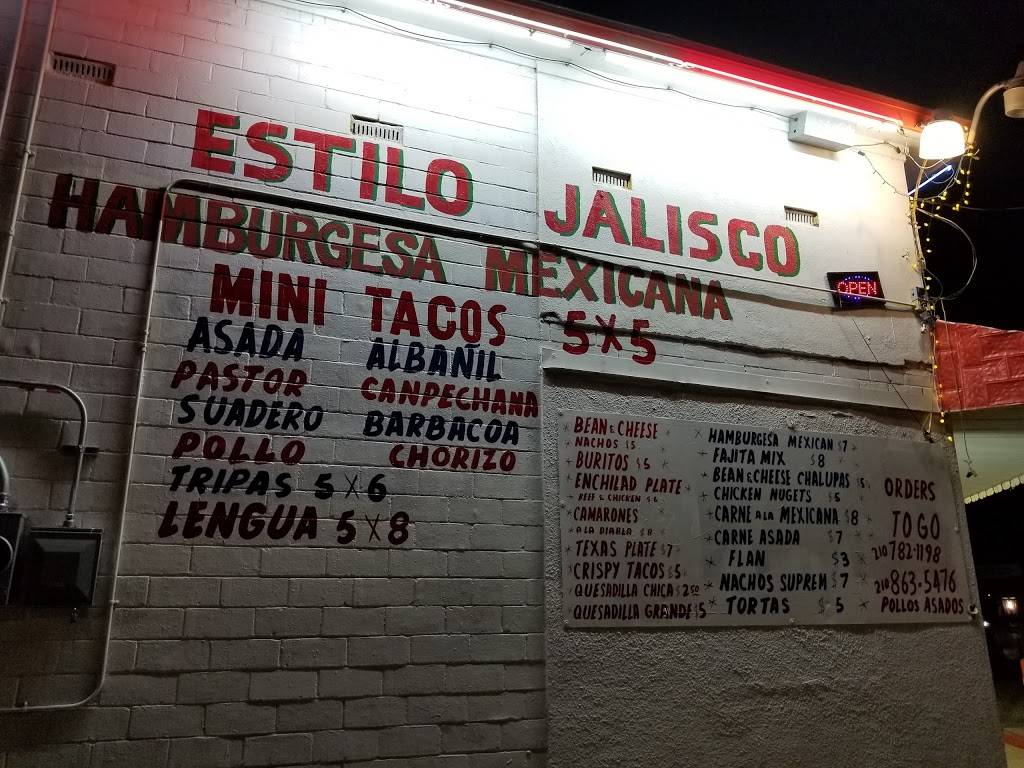 ESTILO JALISCO
HAMBURGESA MEXICANA
MINI TACOS 5X5
ASADA ALBAÑIL
PASTOR CANPECHANA
SUADERO BARBACOA
POLLO CHORIZO
TRIPAS 5X6
LENGUA 5X8
OPEN
BEAN & CHEESE
NACHOS $5
BURITOS $5
ENCHILAD PLATE
BEEF & CHICKEN $6
CAMARONES
A LA DIABLA $8
TEXAS PLATE $7
CRISPY TACOS $5
QUESADILLA CHICA $2 50
QUESADILLA GRANDE $5
HAMBURGESA MEXICAN $7
FAJITA MIX $8
BEAN & CHEESE CHALUPAS $5
CHICKEN NUGETS $5
CARNE A LA MEXICANA $8
CARNE ASADA $7
FLAN $3
NACHOS SUPREM $7
TORTAS $5
ORDERS
TO GO
210 782-1198
210 863-5476
POLLOS ASADOS